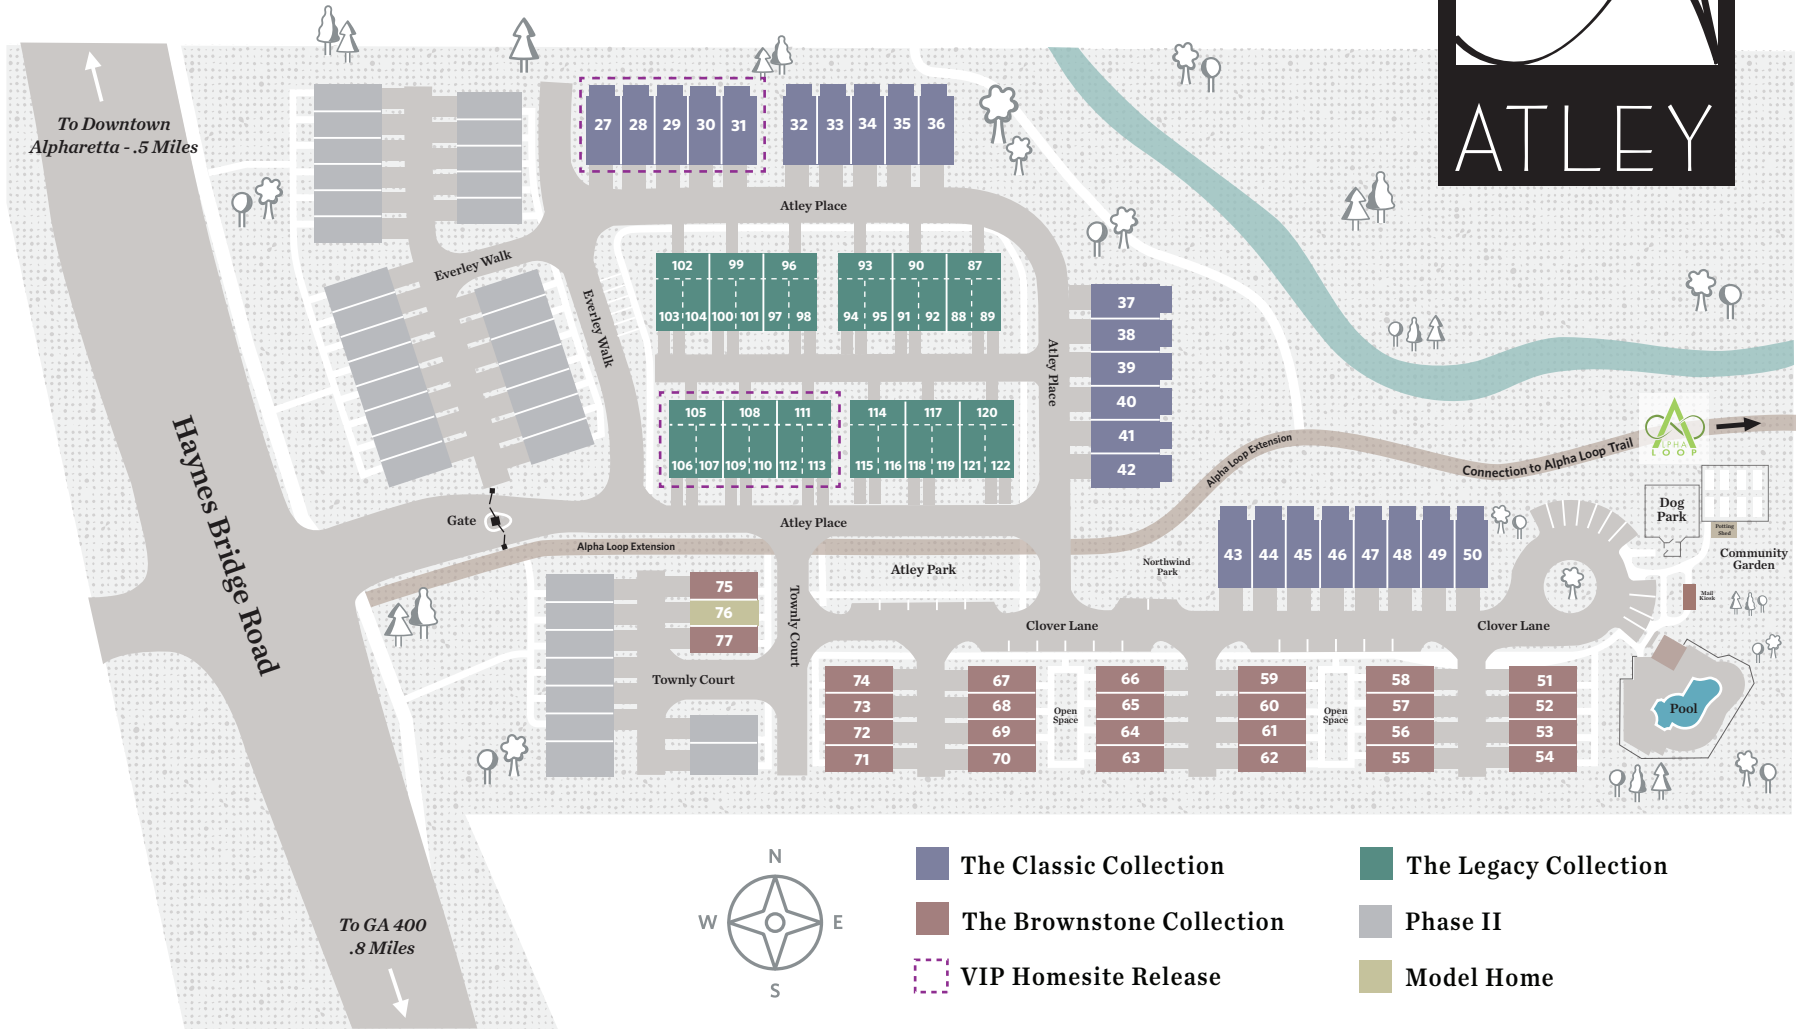 ATLEY
To Downtown
Alpharetta - .5 Miles
27 28 29 30 31
32 33 34 35 36
Atley Place
Everley Walk
Everley Walk
102 99 96
103 104 100 101 97 98
93 90 87
94 95 91 92 88 89
37
38
39
40
41
42
Atley Place
105 108 111
106 107 109 110 112 113
114 117 120
115 116 118 119 121 122
Haynes Bridge Road
Gate
Atley Place
Alpha Loop Extension
Alpha Loop Extension
Connection to Alpha Loop Trail
ALPHA
LOOP
Dog
Park
Potting
Shed
Community
Garden
Mail
Kiosk
Atley Park
Northwind
Park
43 44 45 46 47 48 49 50
75
76
77
Townly Court
Townly Court
Clover Lane
Clover Lane
74
73
72
71
67
68
69
70
Open
Space
66
65
64
63
59
60
61
62
Open
Space
58
57
56
55
51
52
53
54
Pool
To GA 400
.8 Miles
N
W E
S
The Classic Collection
The Brownstone Collection
VIP Homesite Release
The Legacy Collection
Phase II
Model Home